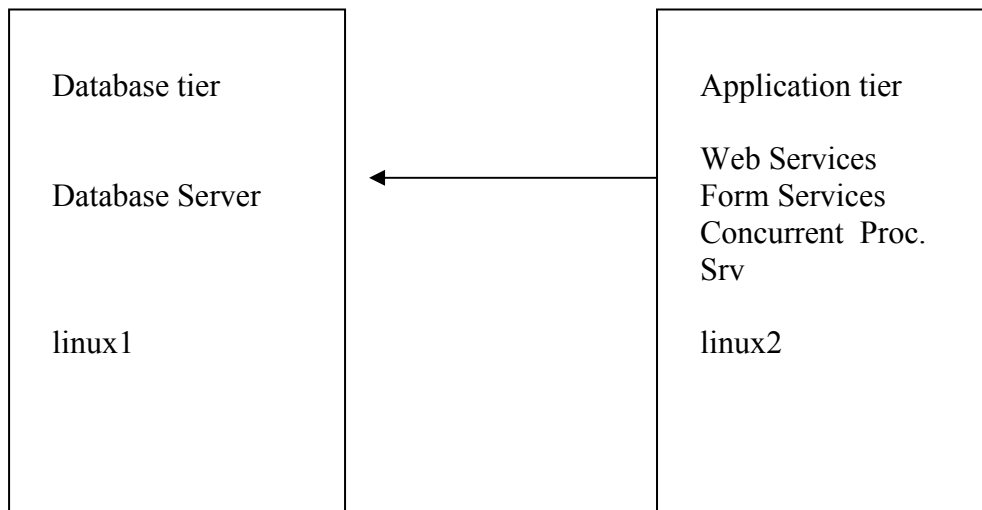 Database tier
Database Server
linux1
Application tier
Web Services
Form Services
Concurrent Proc.
Srv
linux2